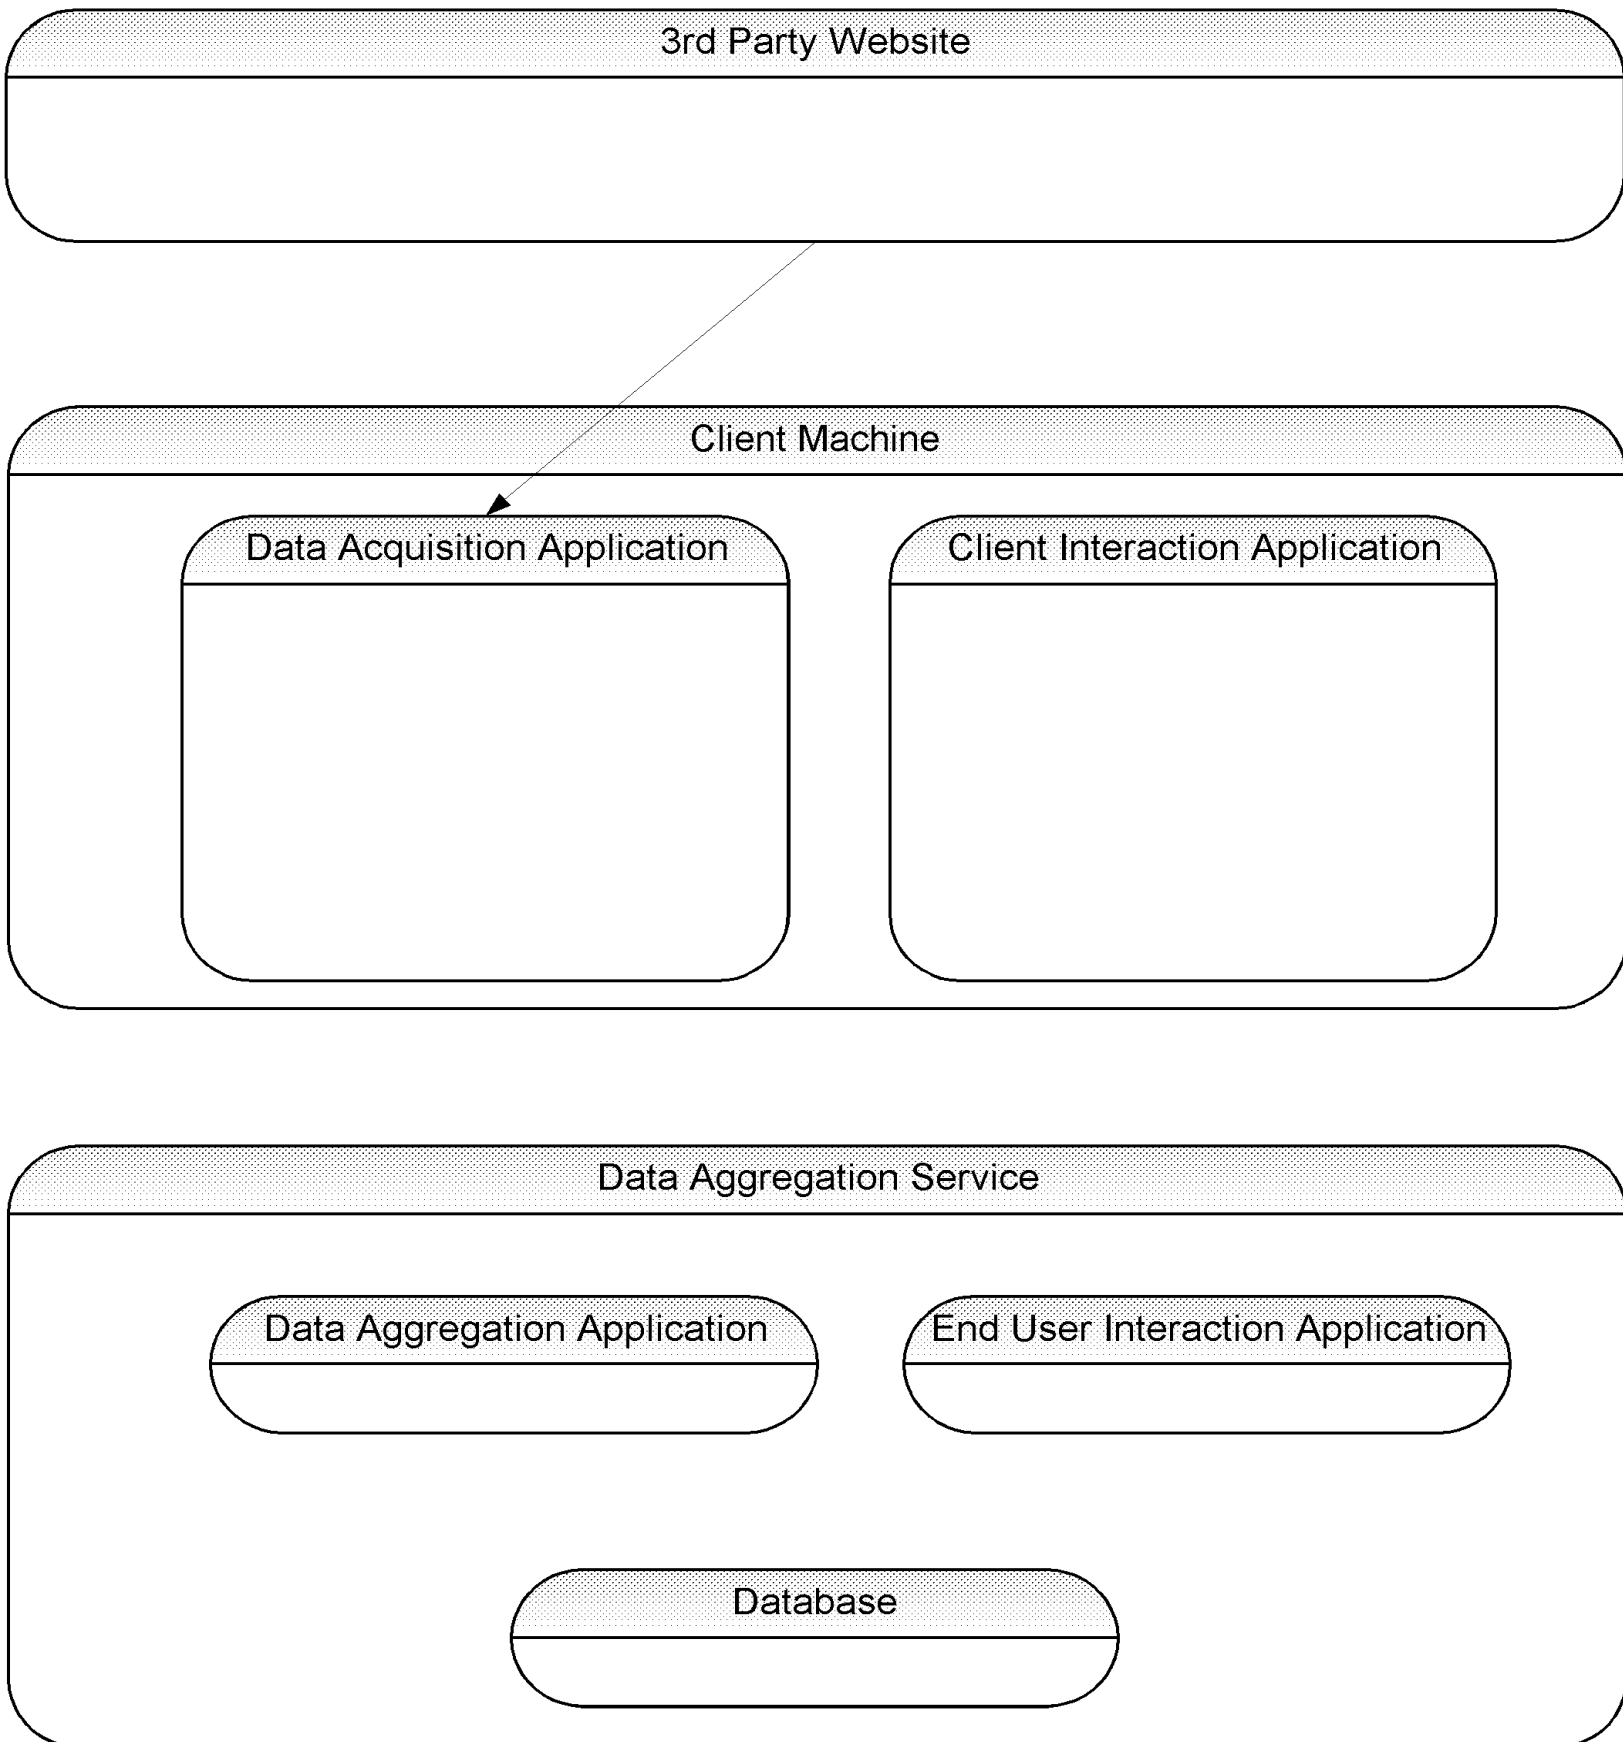 3rd Party Website
Client Machine
Data Acquisition Application
Client Interaction Application
Data Aggregation Service
Data Aggregation Application
End User Interaction Application
Database